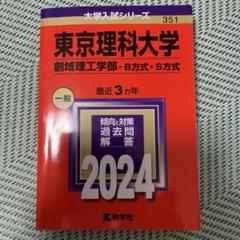 大学入試シリーズ
351
東京理科大学
創域理工学部－B方式・S方式
一般
最近3カ年
傾向と対策
過去問
解答
2024
教学社